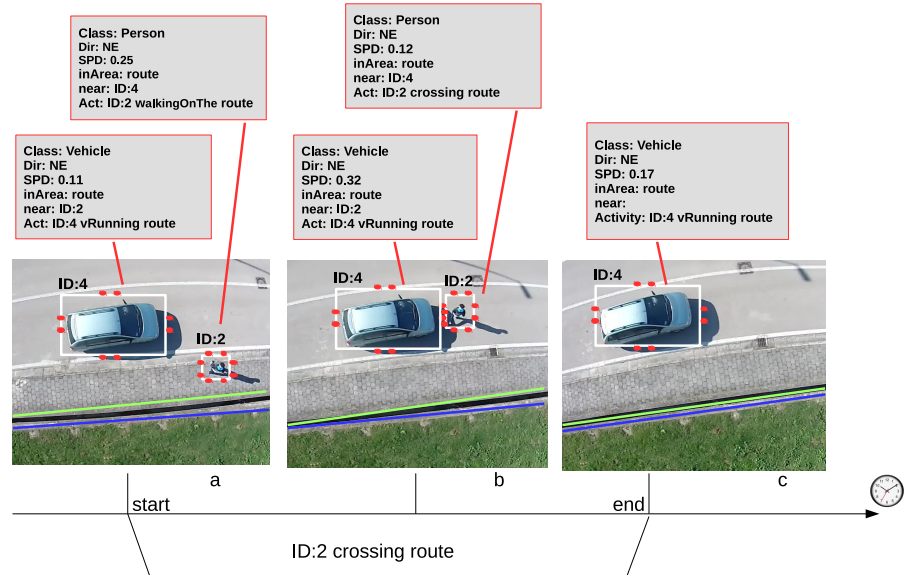 Class: Person
Dir: NE
SPD: 0.25
inArea: route
near: ID:4
Act: ID:2 walkingOnThe route
Class: Person
Dir: NE
SPD: 0.12
inArea: route
near: ID:4
Act: ID:2 crossing route
Class: Vehicle
Dir: NE
SPD: 0.11
inArea: route
near: ID:2
Act: ID:4 vRunning route
Class: Vehicle
Dir: NE
SPD: 0.32
inArea: route
near: ID:2
Act: ID:4 vRunning route
Class: Vehicle
Dir: NE
SPD: 0.17
inArea: route
near:
Activity: ID:4 vRunning route
ID:4
ID:2
ID:4
ID:2
ID:4
a
b
c
start
end
ID:2 crossing route